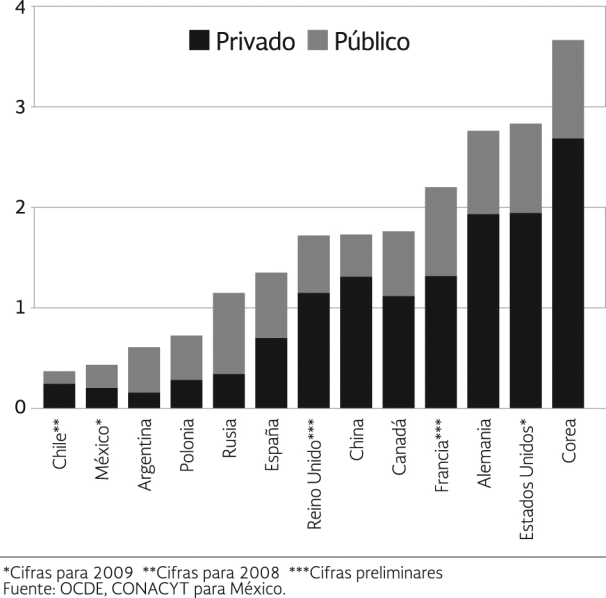 4
Privado Público
3
2
1
0
Chile**
México*
Argentina
Polonia
Rusia
España
Reino Unido***
China
Canadá
Francia***
Alemania
Estados Unidos*
Corea
*Cifras para 2009 **Cifras para 2008 ***Cifras preliminares
Fuente: OCDE, CONACYT para México.